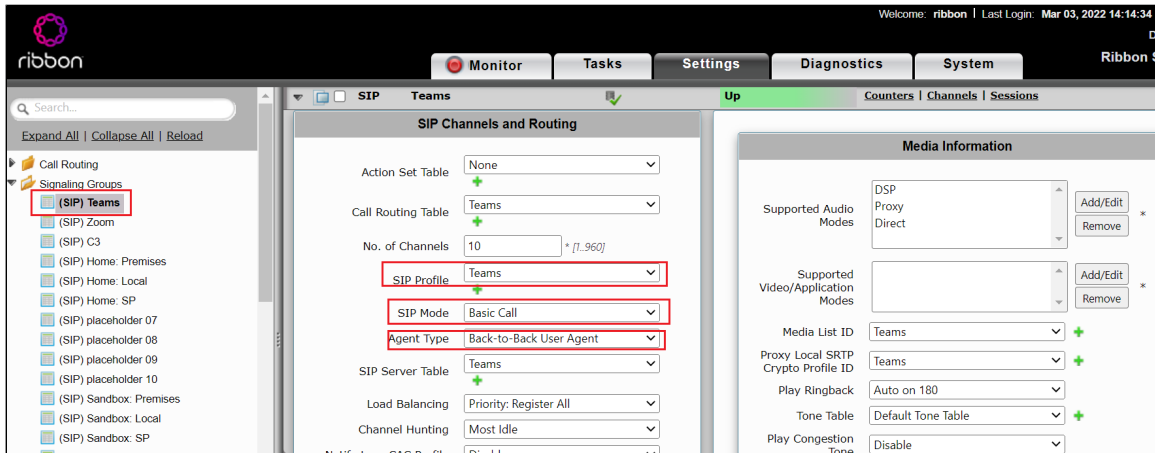 Welcome: ribbon | Last Login: Mar 03, 2022 14:14:34
ribbon
Monitor
Tasks
Settings
Diagnostics
System
Ribbon
Search...
Expand All | Collapse All | Reload
Call Routing
Signaling Groups
(SIP) Teams
(SIP) Zoom
(SIP) C3
(SIP) Home: Premises
(SIP) Home: Local
(SIP) Home: SP
(SIP) placeholder 07
(SIP) placeholder 08
(SIP) placeholder 09
(SIP) placeholder 10
(SIP) Sandbox: Premises
(SIP) Sandbox: Local
(SIP) Sandbox: SP
SIP Teams
Up
Counters | Channels | Sessions
SIP Channels and Routing
Action Set Table None
Call Routing Table Teams
No. of Channels 10 * [1..960]
SIP Profile Teams
SIP Mode Basic Call
Agent Type Back-to-Back User Agent
SIP Server Table Teams
Load Balancing Priority: Register All
Channel Hunting Most Idle
Media Information
Supported Audio Modes
DSP
Proxy
Direct
Add/Edit
Remove
*
Supported Video/Application Modes
Add/Edit
Remove
*
Media List ID Teams
Proxy Local SRTP Crypto Profile ID Teams
Play Ringback Auto on 180
Tone Table Default Tone Table
Play Congestion Tone Disable